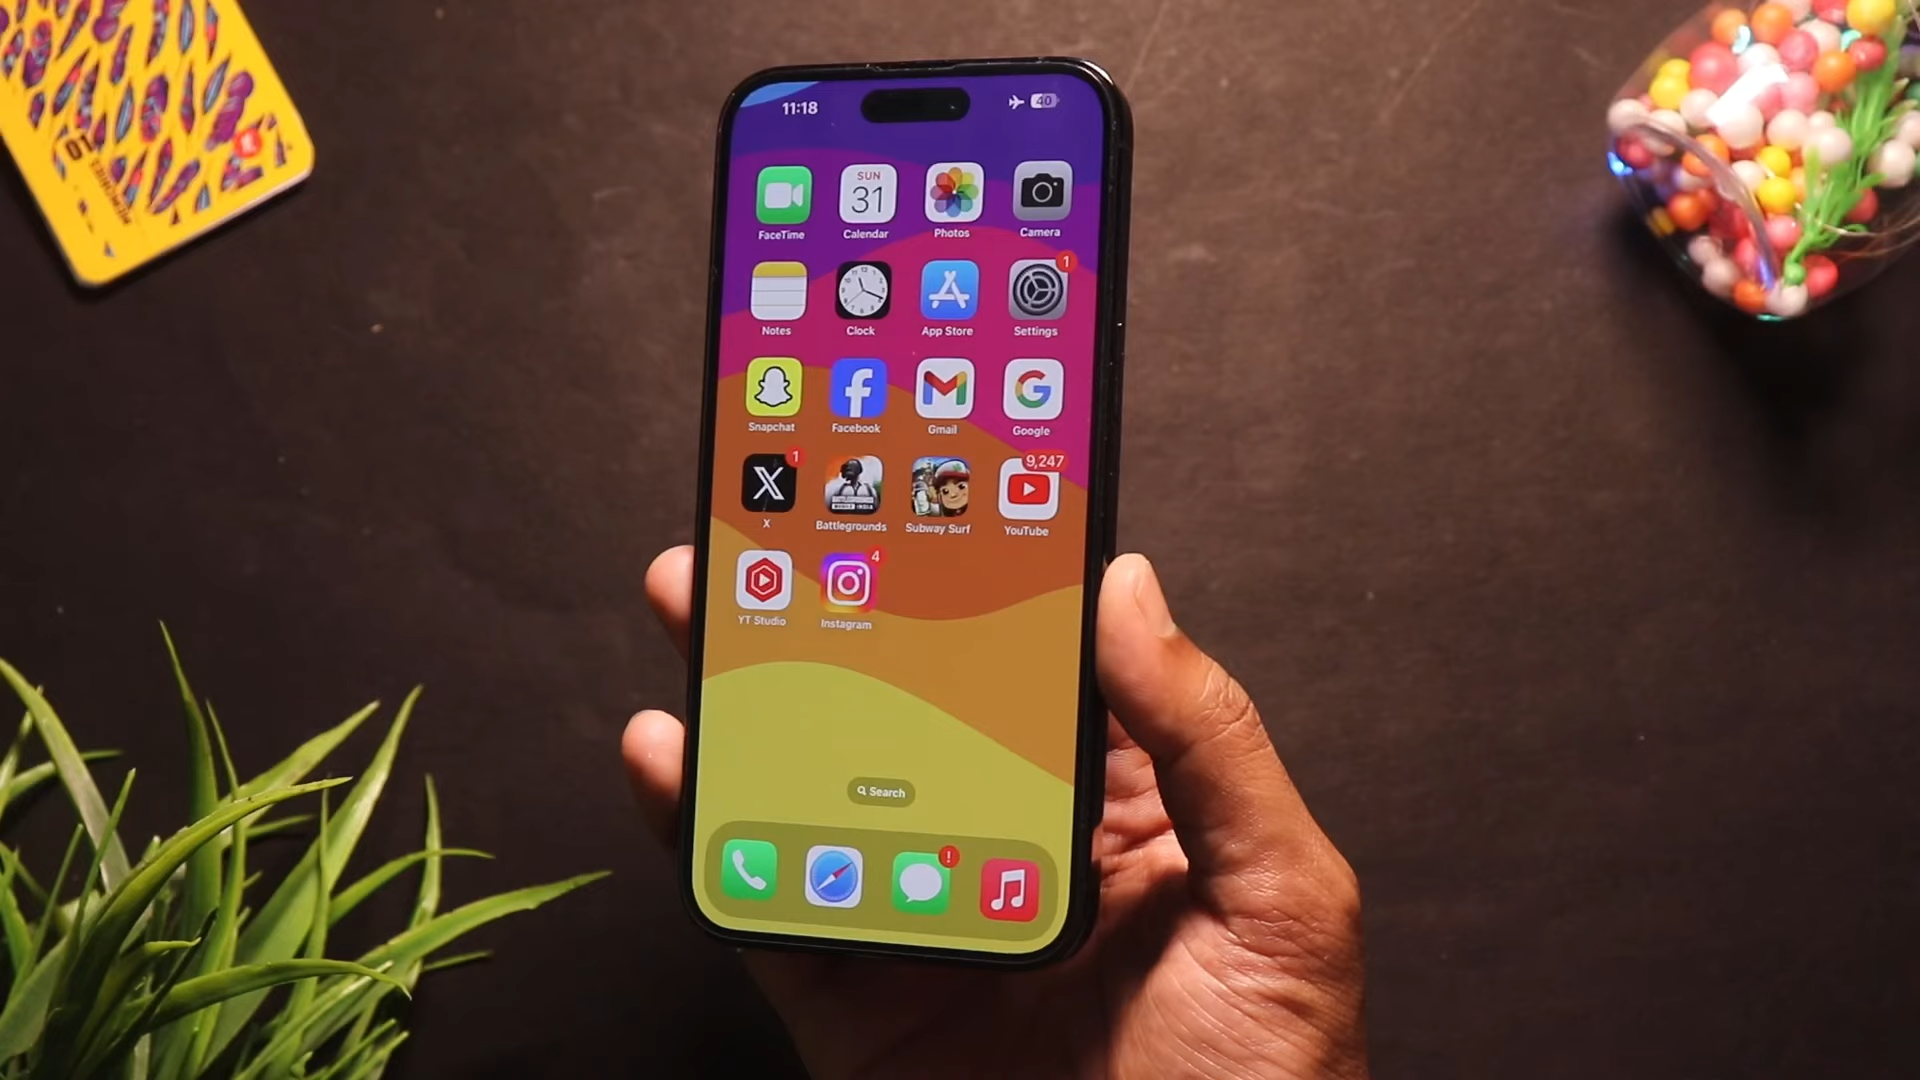 11:18
40
FaceTime
SUN
31
Calendar
Photos
Camera
Notes
Clock
App Store
1
Settings
Snapchat
Facebook
Gmail
G
Google
1
X
Battlegrounds
Subway Surf
9,247
YouTube
YT Studio
4
Instagram
Search
!